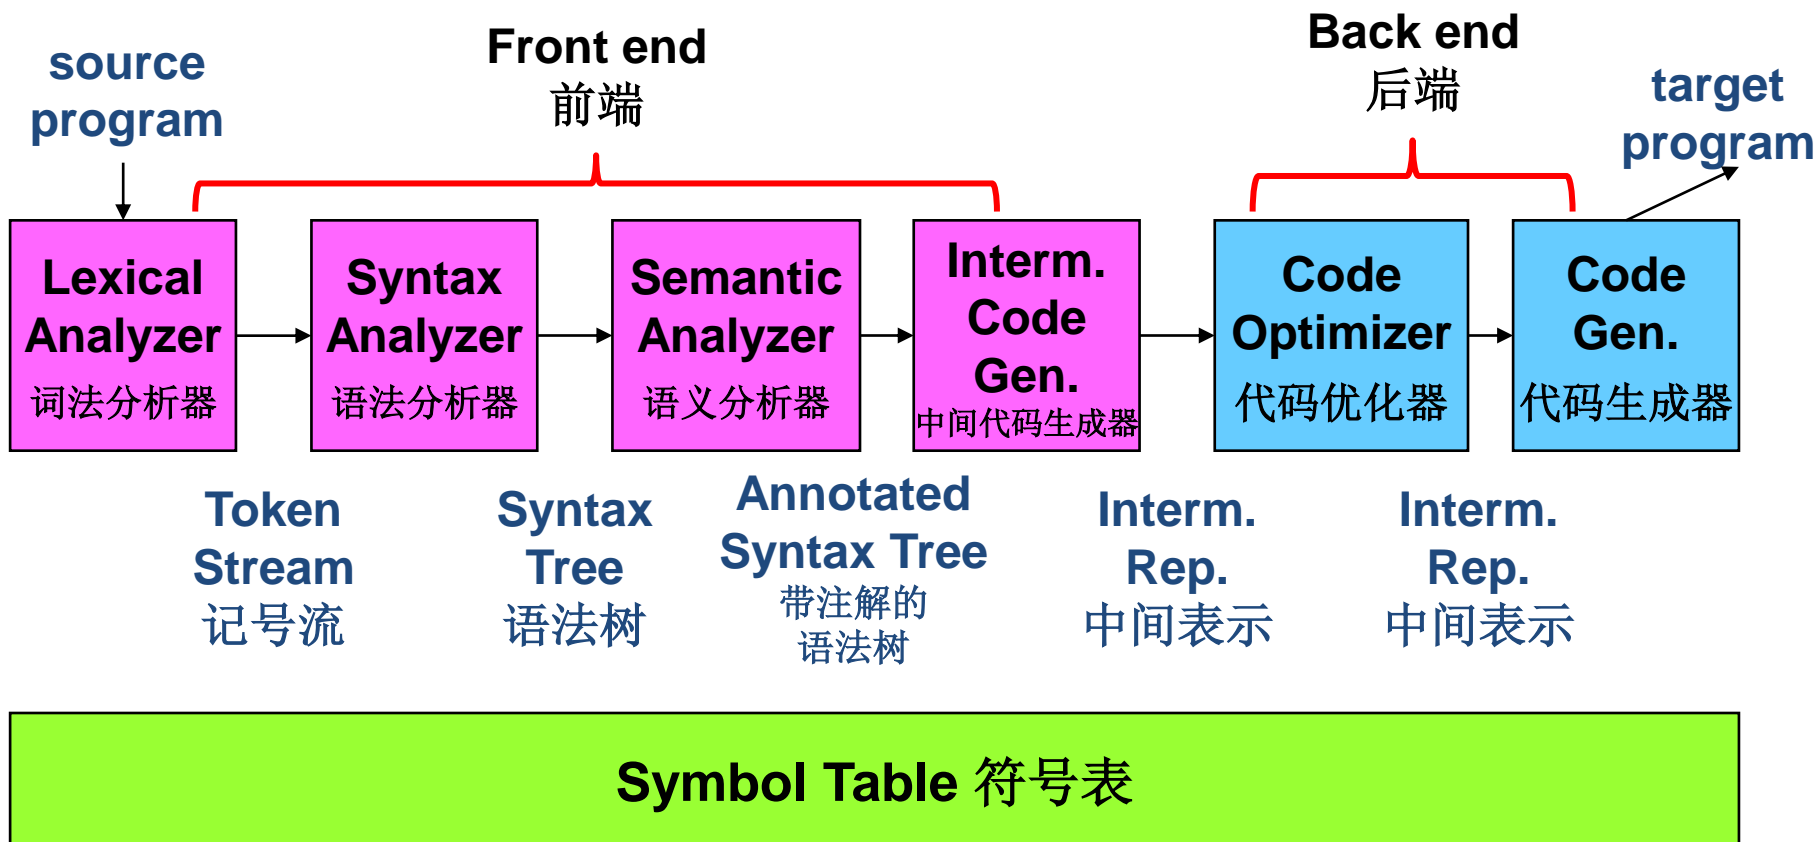 source
program
Front end
前端
Back end
后端
target
program
Lexical
Analyzer
词法分析器
Syntax
Analyzer
语法分析器
Semantic
Analyzer
语义分析器
Interm.
Code
Gen.
中间代码生成器
Code
Optimizer
代码优化器
Code
Gen.
代码生成器
Token
Stream
记号流
Syntax
Tree
语法树
Annotated
Syntax Tree
带注解的
语法树
Interm.
Rep.
中间表示
Interm.
Rep.
中间表示
Symbol Table 符号表